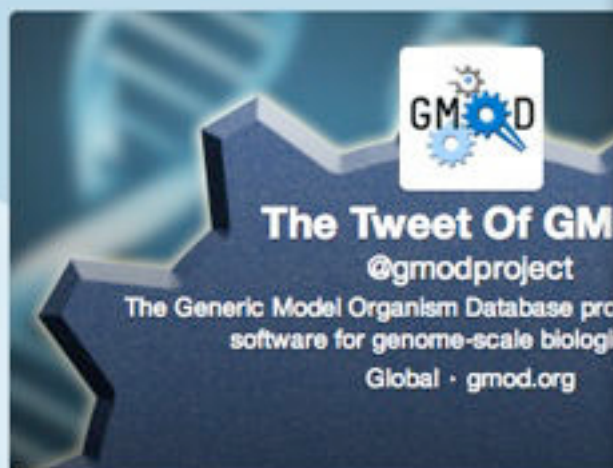 GMOD
The Tweet Of GM
@gmodproject
The Generic Model Organism Database pro
software for genome-scale biologi
Global · gmod.org